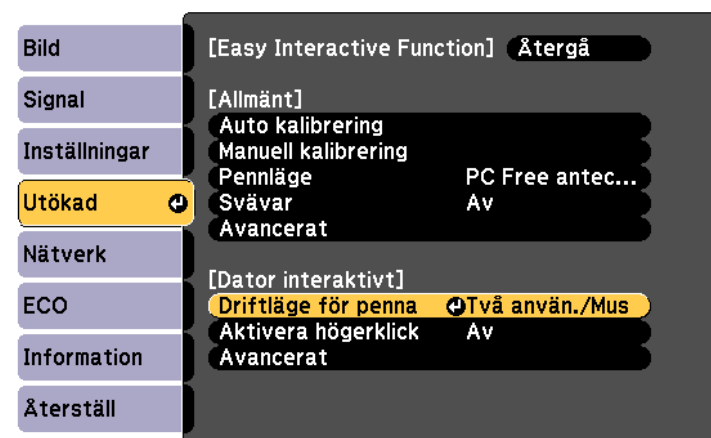 Bild
Signal
Inställningar
Utökad
Nätverk
ECO
Information
Återställ
[Easy Interactive Function] Återgå
[Allmänt]
Auto kalibrering
Manuell kalibrering
Pennläge PC Free antec...
Svävar Av
Avancerat
[Dator interaktivt]
Driftläge för penna Två använ./Mus
Aktivera högerklick Av
Avancerat